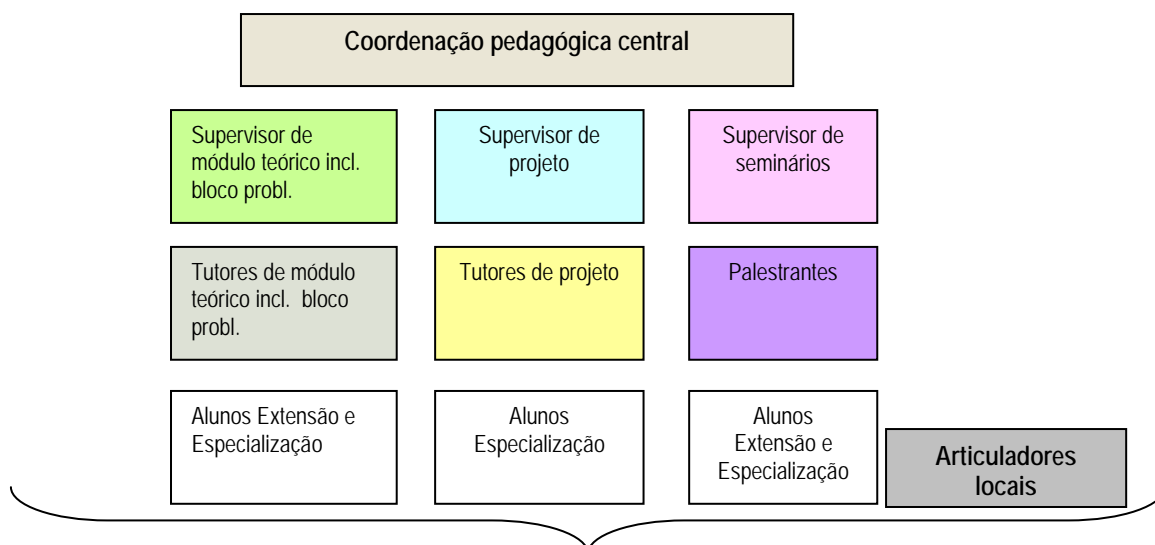 Coordenação pedagógica central
Supervisor de
módulo teórico incl.
bloco probl.
Supervisor de
projeto
Supervisor de
seminários
Tutores de módulo
teórico incl. bloco
probl.
Tutores de projeto
Palestrantes
Alunos Extensão e
Especialização
Alunos
Especialização
Alunos
Extensão e
Especialização
Articuladores
locais